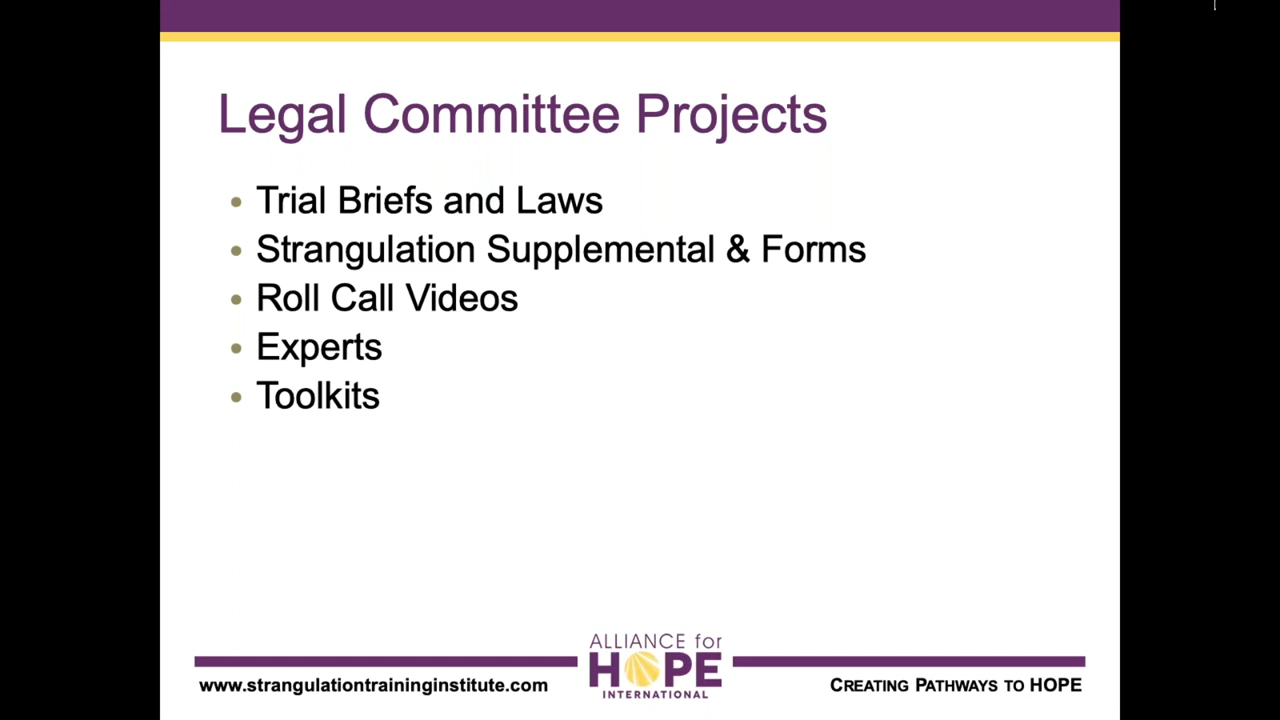 Legal Committee Projects
• Trial Briefs and Laws
• Strangulation Supplemental & Forms
• Roll Call Videos
• Experts
• Toolkits
ALLIANCE for
HOPE
INTERNATIONAL
www.strangulationtraininginstitute.com
CREATING PATHWAYS TO HOPE